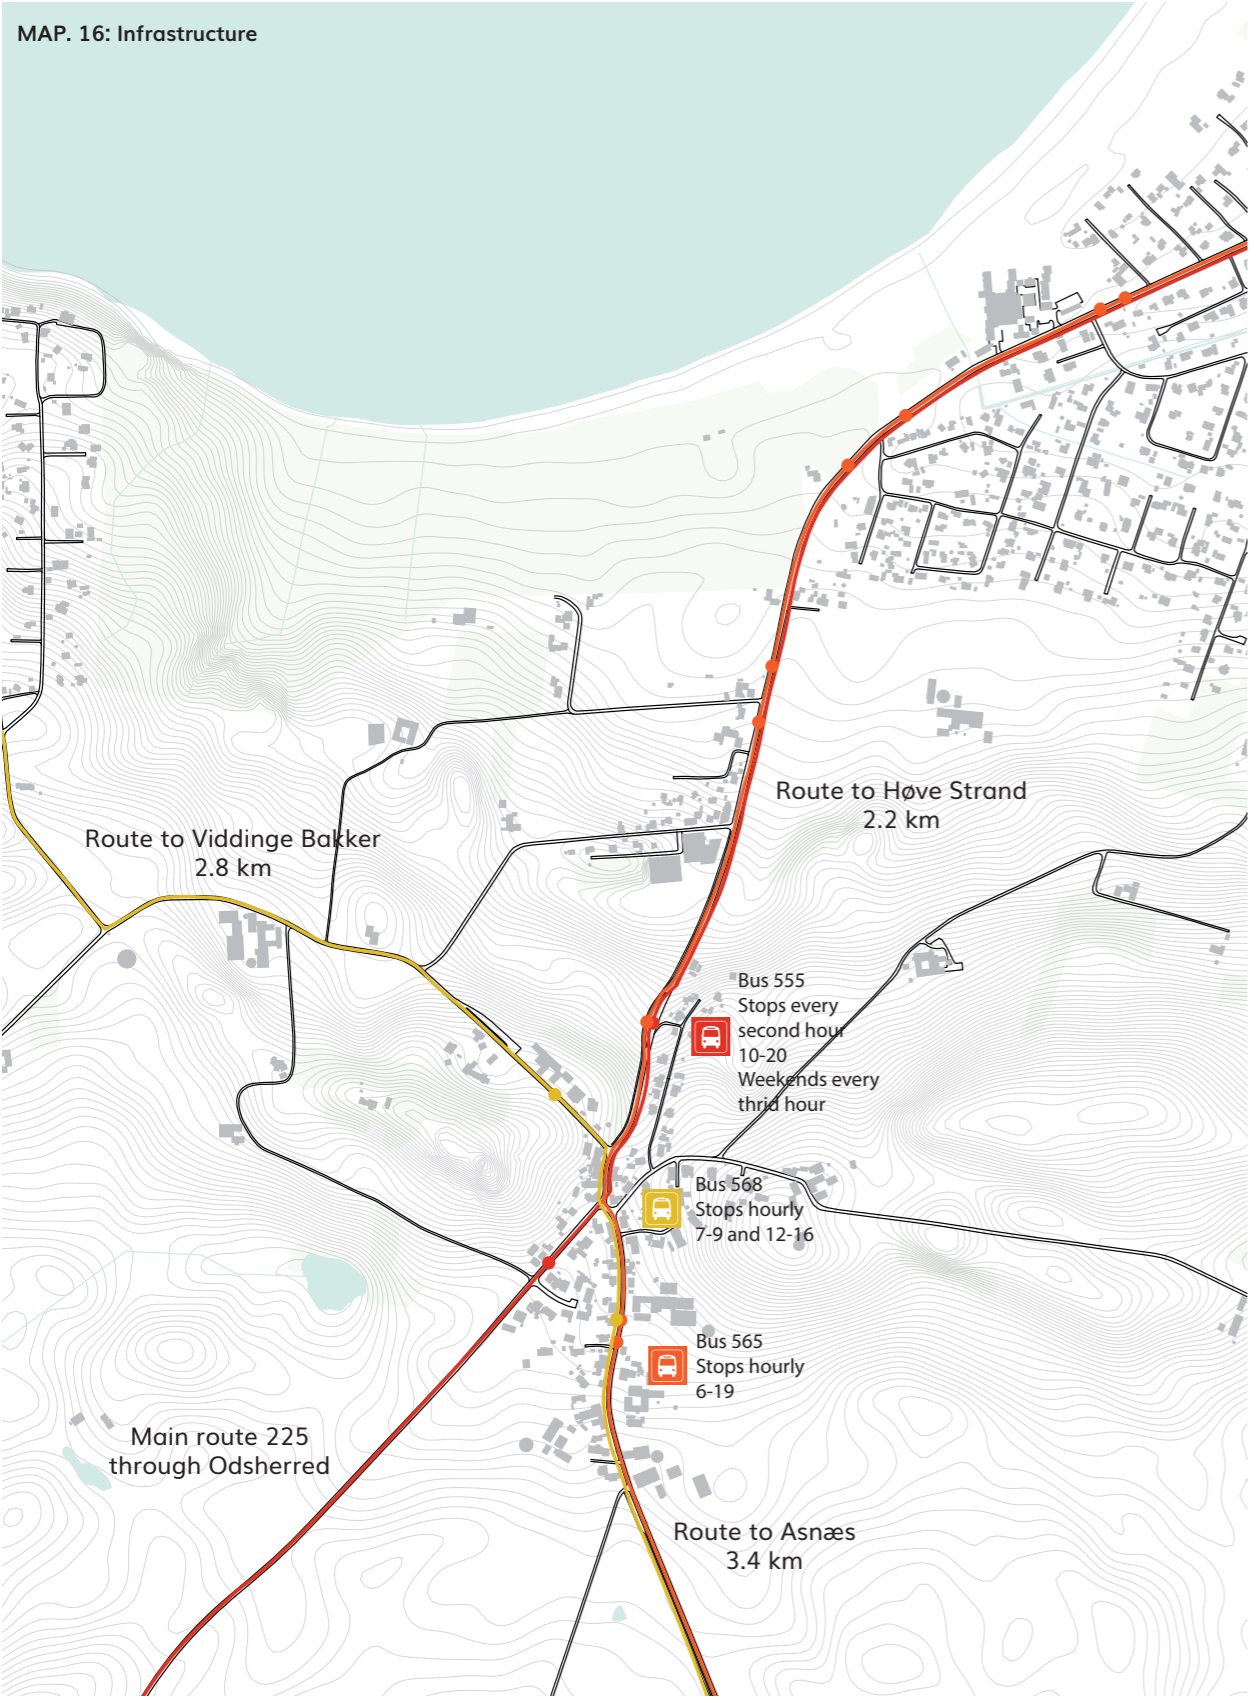 MAP. 16: Infrastructure
Route to Høve Strand
2.2 km
Route to Viddinge Bakker
2.8 km
Bus 555
Stops every
second hour
10-20
Weekends every
thrid hour
Bus 568
Stops hourly
7-9 and 12-16
Bus 565
Stops hourly
6-19
Main route 225
through Odsherred
Route to Asnæs
3.4 km